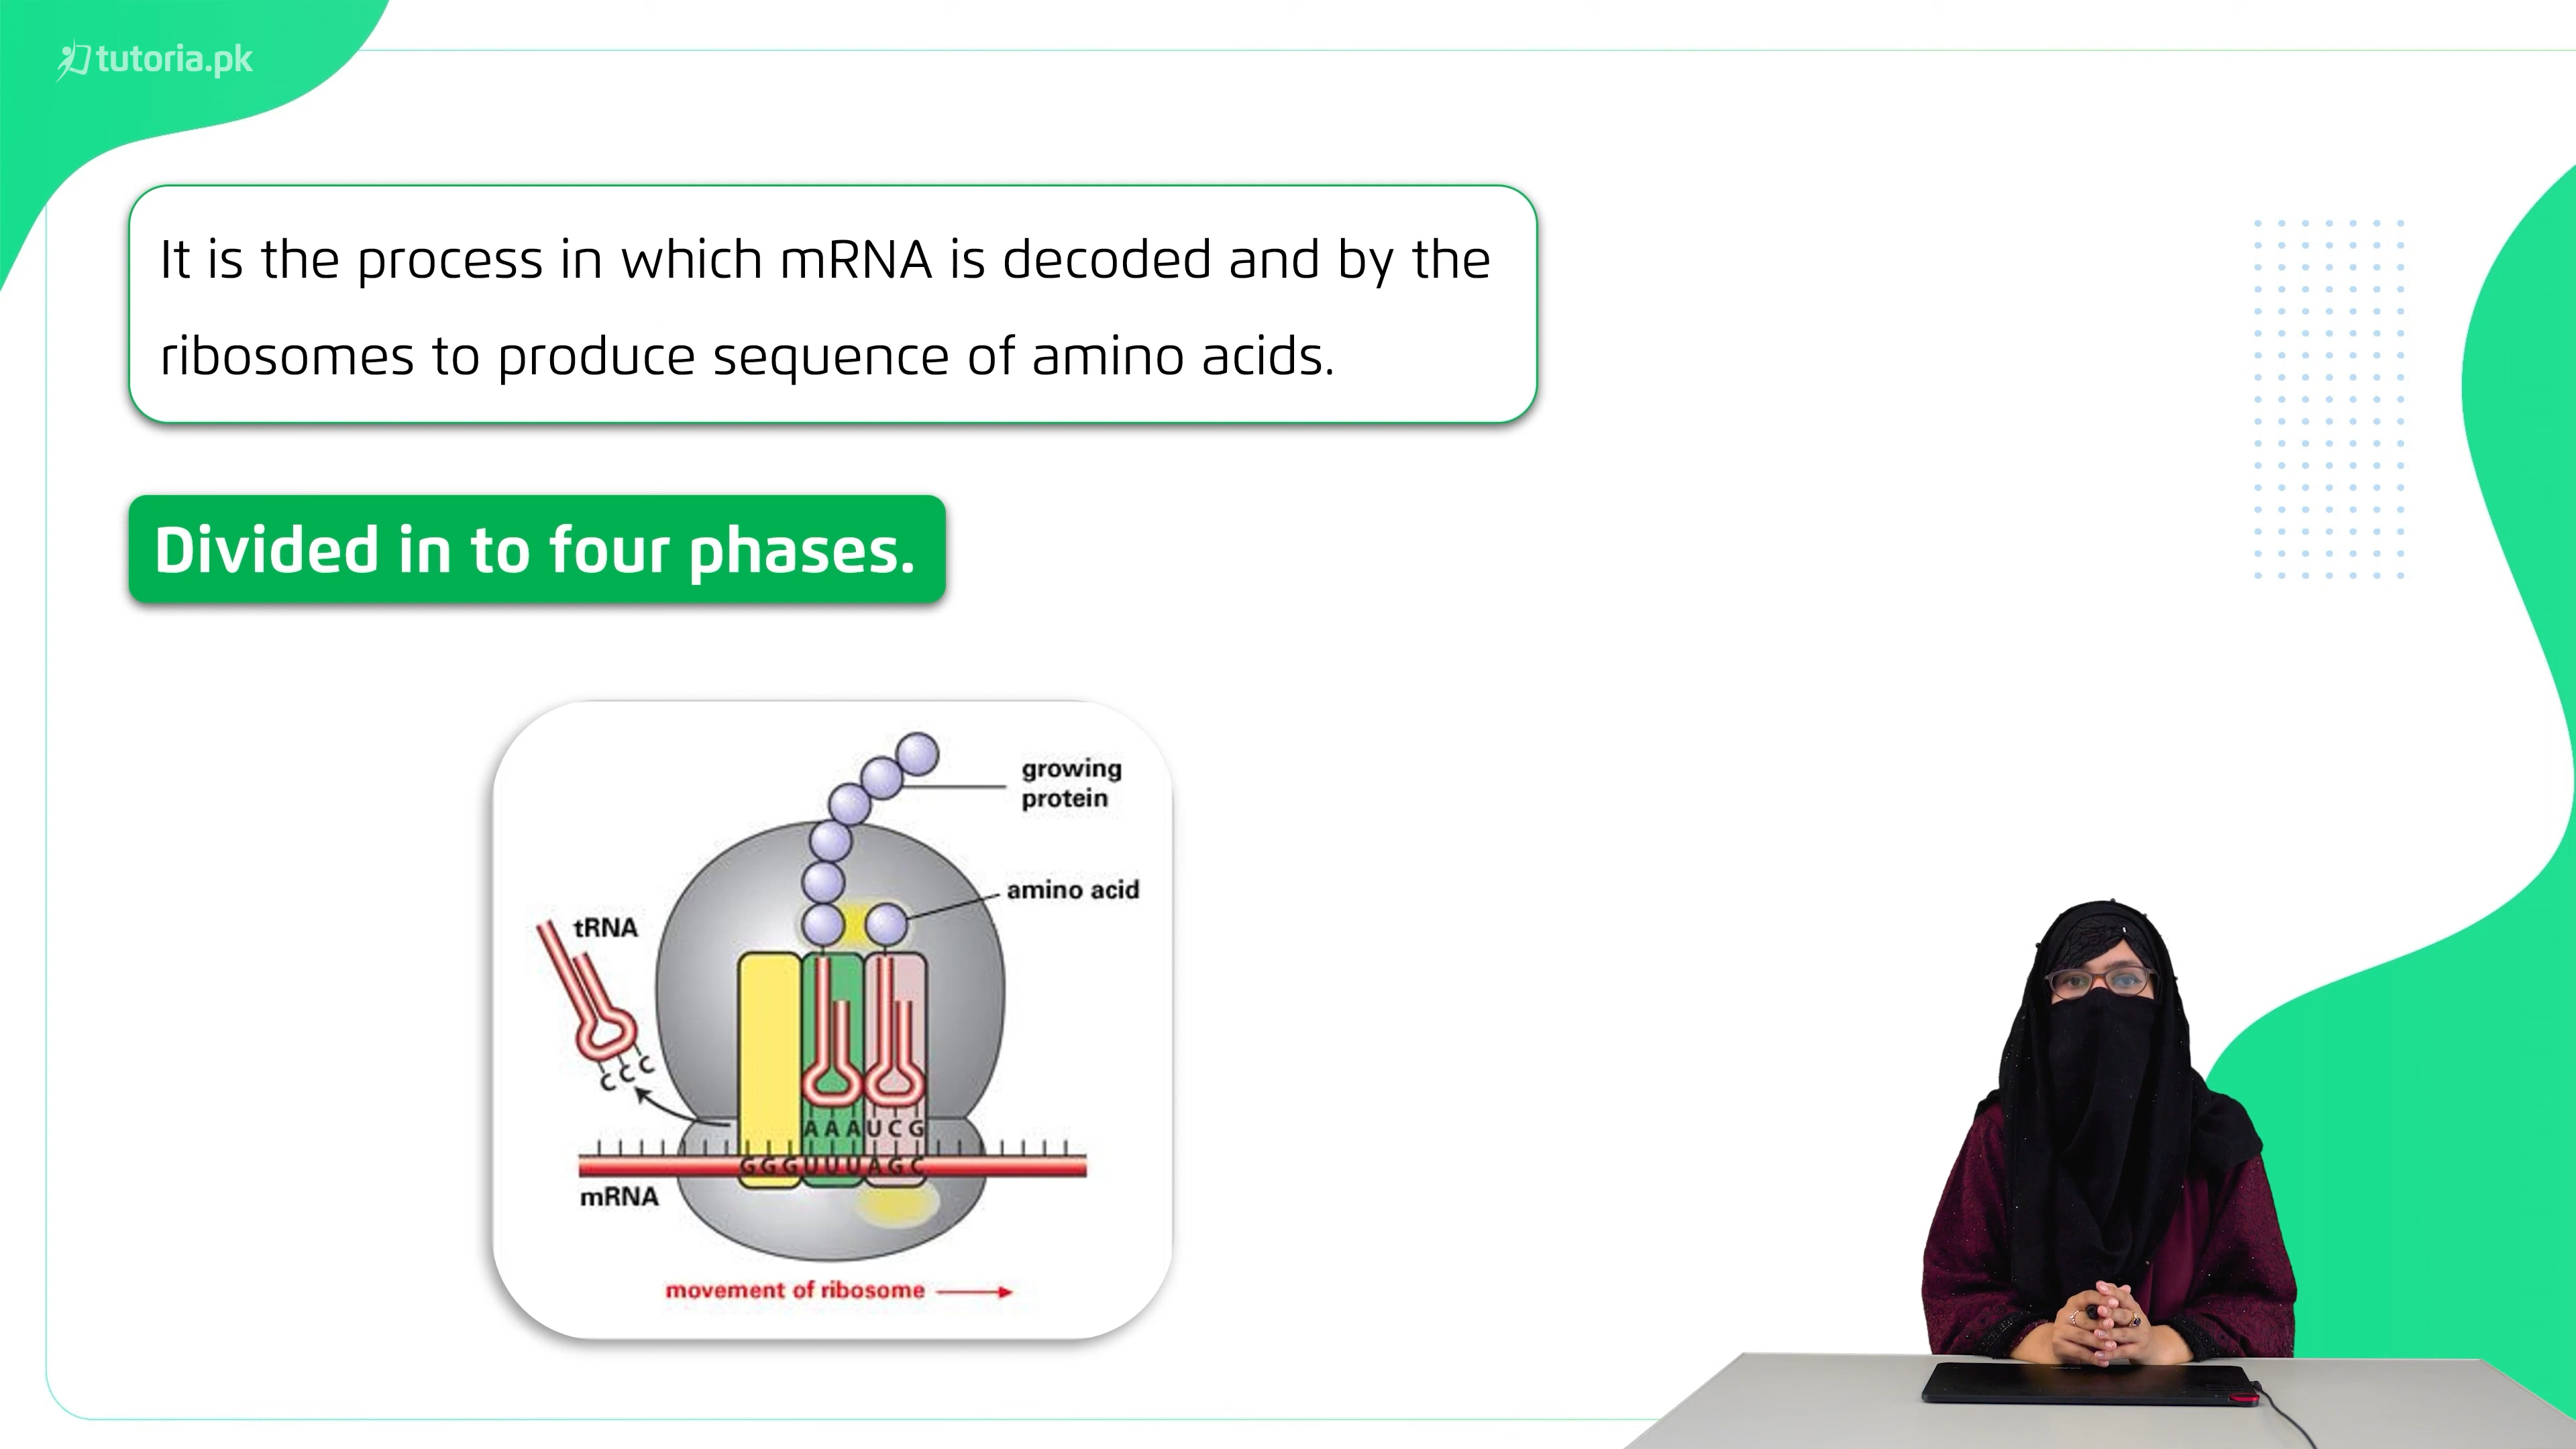 tutoria.pk
It is the process in which mRNA is decoded and by the
ribosomes to produce sequence of amino acids.
Divided in to four phases.
growing
protein
amino acid
tRNA
C C C
A A A U C G
G G G U U U A G C
mRNA
movement of ribosome